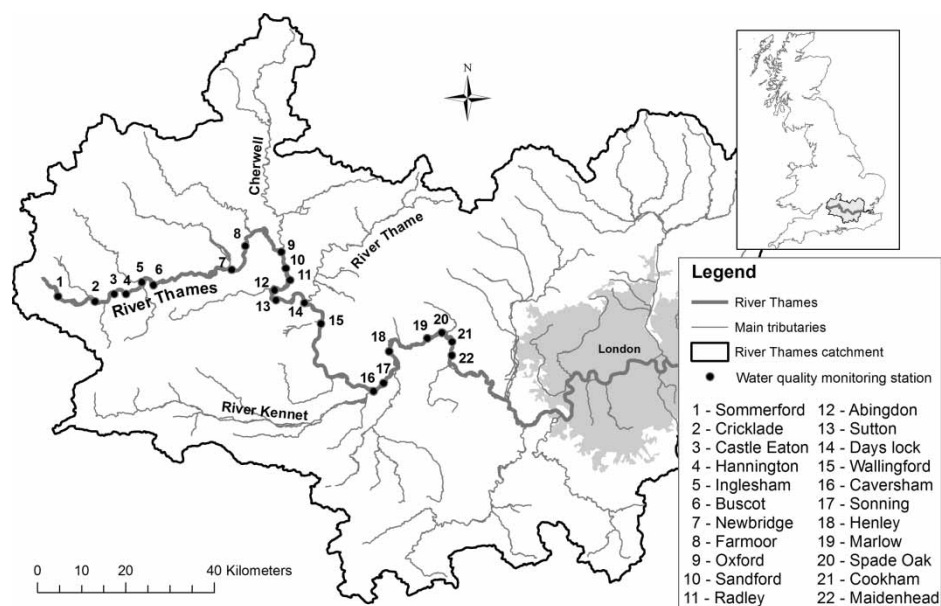 N
Cherwell
River Thame
8
9
10
11
7
12
13
14
15
1
2
3
4
5
6
River Thames
18
19
20
21
22
17
16
River Kennet
London
0 10 20 40 Kilometers
Legend
River Thames
Main tributaries
River Thames catchment
Water quality monitoring station
1 - Sommerford
2 - Cricklade
3 - Castle Eaton
4 - Hannington
5 - Inglesham
6 - Buscot
7 - Newbridge
8 - Farmoor
9 - Oxford
10 - Sandford
11 - Radley
12 - Abingdon
13 - Sutton
14 - Days lock
15 - Wallingford
16 - Caversham
17 - Sonning
18 - Henley
19 - Marlow
20 - Spade Oak
21 - Cookham
22 - Maidenhead